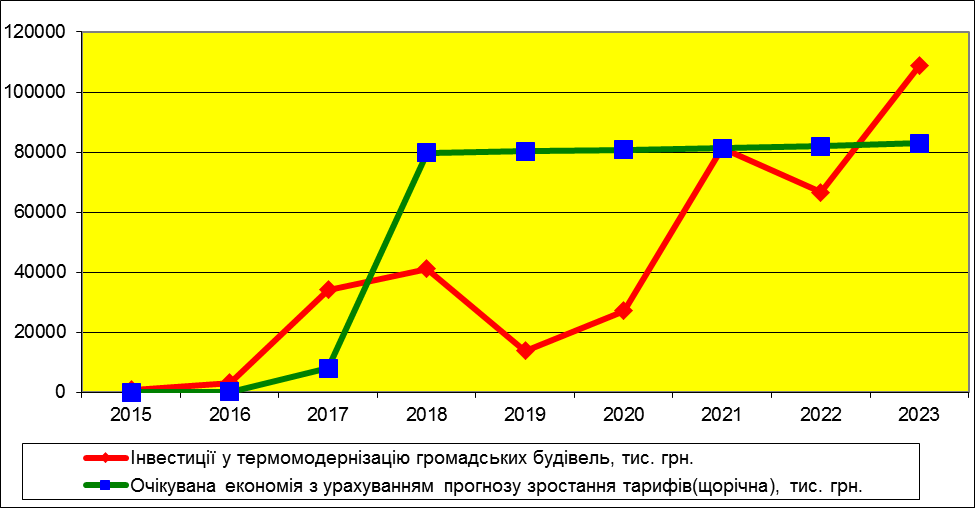 120000
100000
80000
60000
40000
20000
0
2015 2016 2017 2018 2019 2020 2021 2022 2023
Інвестиції у термомодернізацію громадських будівель, тис. грн.
Очікувана економія з урахуванням прогнозу зростання тарифів(щорічна), тис. грн.